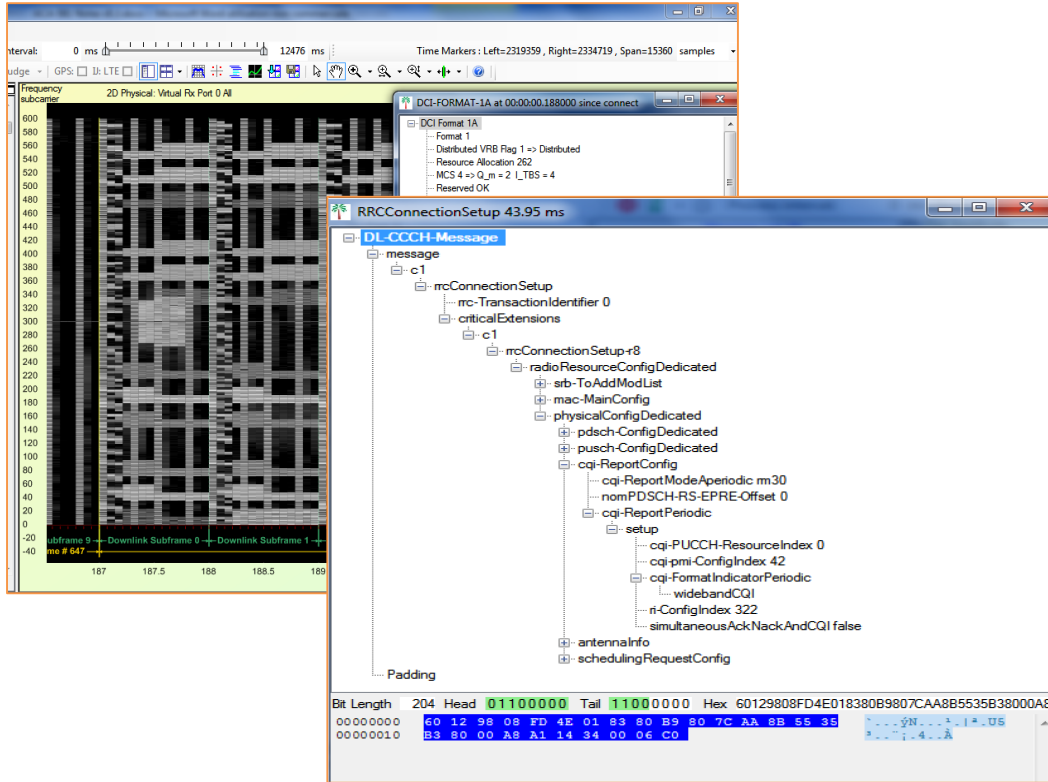 nterval: 0 ms 12476 ms Time Markers : Left=2319359 , Right=2334719 , Span=15360 samples
udge GPS: LI: LTE
Frequency
subcarrier
2D Physical: Virtual Rx Port 0 All
600
580
560
540
520
500
480
460
440
420
400
380
360
340
320
300
280
260
240
220
200
180
160
140
120
100
80
60
40
20
0
-20
-40
ubframe 9 Downlink Subframe 0 Downlink Subframe 1
me # 647
187 187.5 188 188.5 189
DCI-FORMAT-1A at 00:00:00.188000 since connect
DCI Format 1A
Format 1
Distributed VRB Flag 1 => Distributed
Resource Allocation 262
MCS 4 => Q_m = 2 I_TBS = 4
Reserved OK
RRCConnectionSetup 43.95 ms
DL-CCCH-Message
message
c1
rrcConnectionSetup
rrc-TransactionIdentifier 0
criticalExtensions
c1
rrcConnectionSetup-r8
radioResourceConfigDedicated
srb-ToAddModList
mac-MainConfig
physicalConfigDedicated
pdsch-ConfigDedicated
pusch-ConfigDedicated
cqi-ReportConfig
cqi-ReportModeAperiodic rm30
nomPDSCH-RS-EPRE-Offset 0
cqi-ReportPeriodic
setup
cqi-PUCCH-ResourceIndex 0
cqi-pmi-ConfigIndex 42
cqi-FormatIndicatorPeriodic
widebandCQI
ri-ConfigIndex 322
simultaneousAckNackAndCQI false
antennaInfo
schedulingRequestConfig
Padding
Bit Length 204 Head 01100000 Tail 11000000 Hex 60129808FD4E018380B9807CAA8B5535B38000A8
00000000 60 12 98 08 FD 4E 01 83 80 B9 80 7C AA 8B 55 35 `...ýN...¹.|ª.U5
00000010 B3 80 00 A8 A1 14 34 00 06 C0 ³..¨¡.4..À